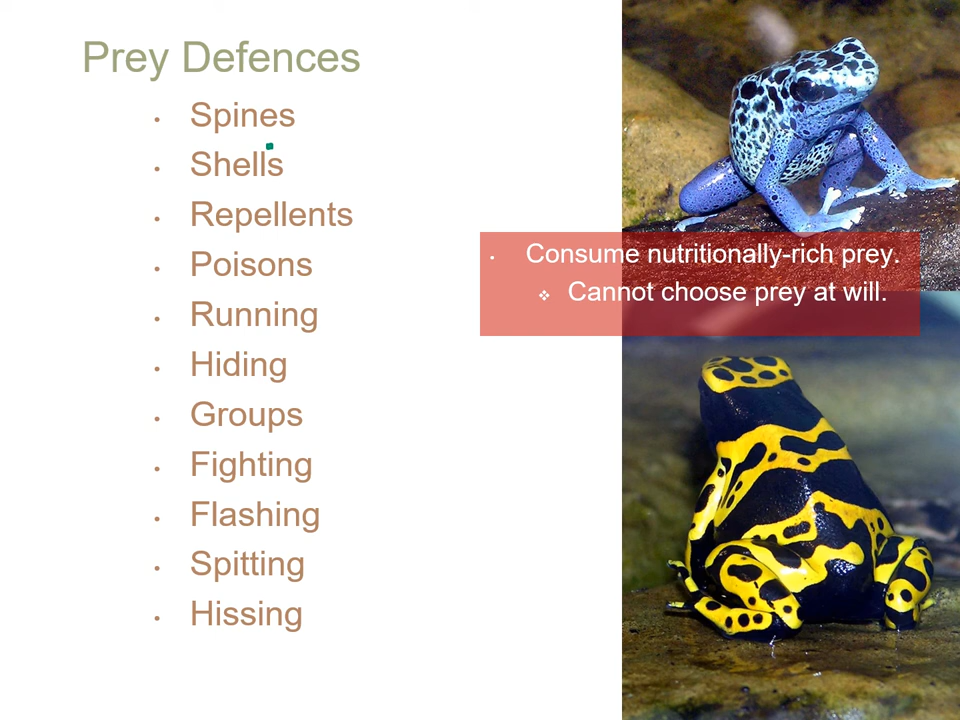 Prey Defences
• Spines
• Shells
• Repellents
• Poisons
• Running
• Hiding
• Groups
• Fighting
• Flashing
• Spitting
• Hissing
• Consume nutritionally-rich prey.
❖ Cannot choose prey at will.